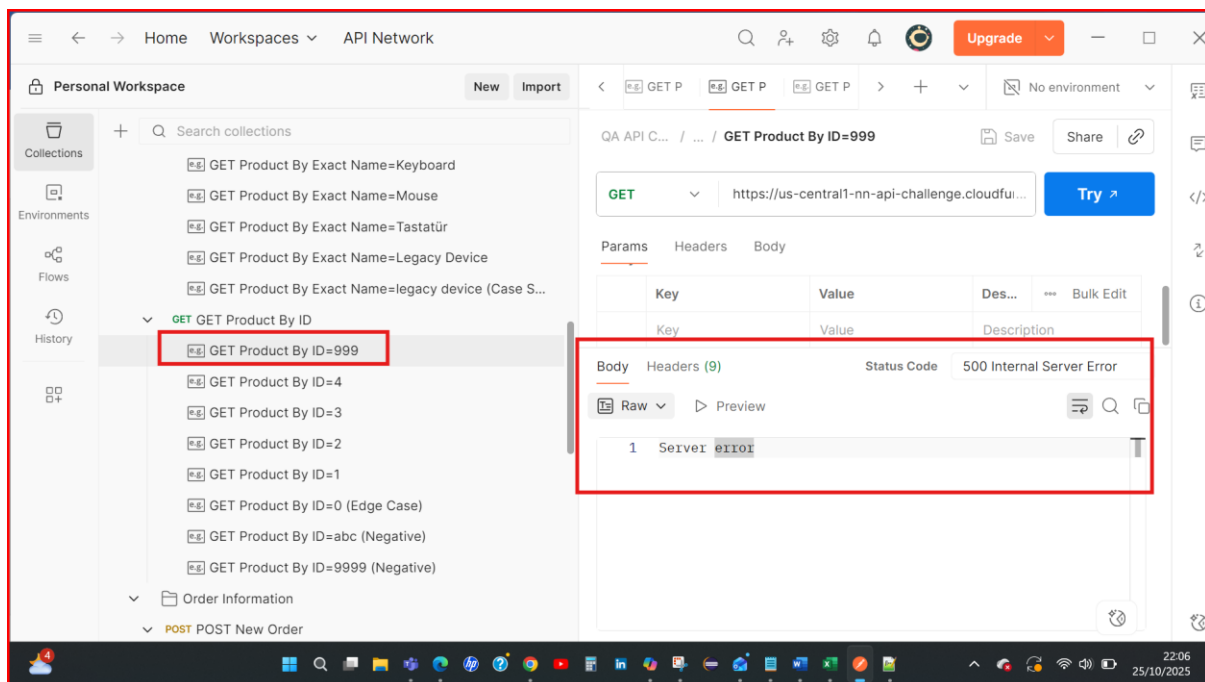 Home Workspaces API Network
Upgrade
Personal Workspace New Import
GET P GET P GET P No environment
Collections
Search collections
QA API C... / ... / GET Product By ID=999 Save Share
GET Product By Exact Name=Keyboard
Environments
GET Product By Exact Name=Mouse
GET https://us-central1-nn-api-challenge.cloudfu... Try
GET Product By Exact Name=Tastatür
Flows
GET Product By Exact Name=Legacy Device
Params Headers Body
GET Product By Exact Name=legacy device (Case S...
Key Value Des... Bulk Edit
History
GET GET Product By ID
Key Value Description
GET Product By ID=999
Body Headers (9) Status Code 500 Internal Server Error
GET Product By ID=4
Raw Preview
GET Product By ID=3
GET Product By ID=2
1 Server error
GET Product By ID=1
GET Product By ID=0 (Edge Case)
GET Product By ID=abc (Negative)
GET Product By ID=9999 (Negative)
Order Information
POST POST New Order
4
22:06
25/10/2025